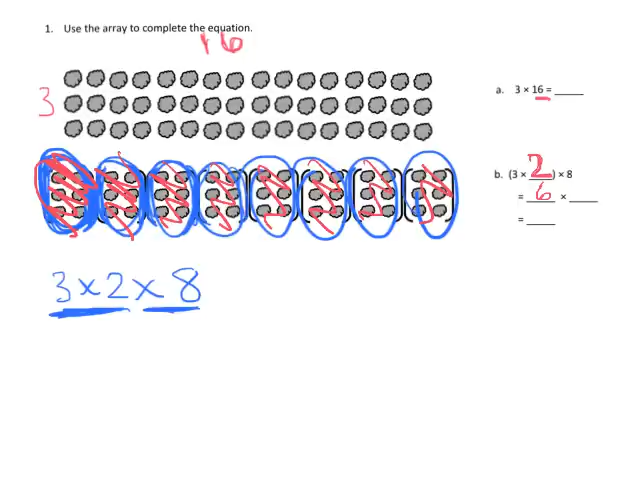 1. Use the array to complete the equation.
16
3
a. 3 × 16 = _____
b. (3 × 2) × 8
= 6 × _____
= _____
3 × 2 × 8